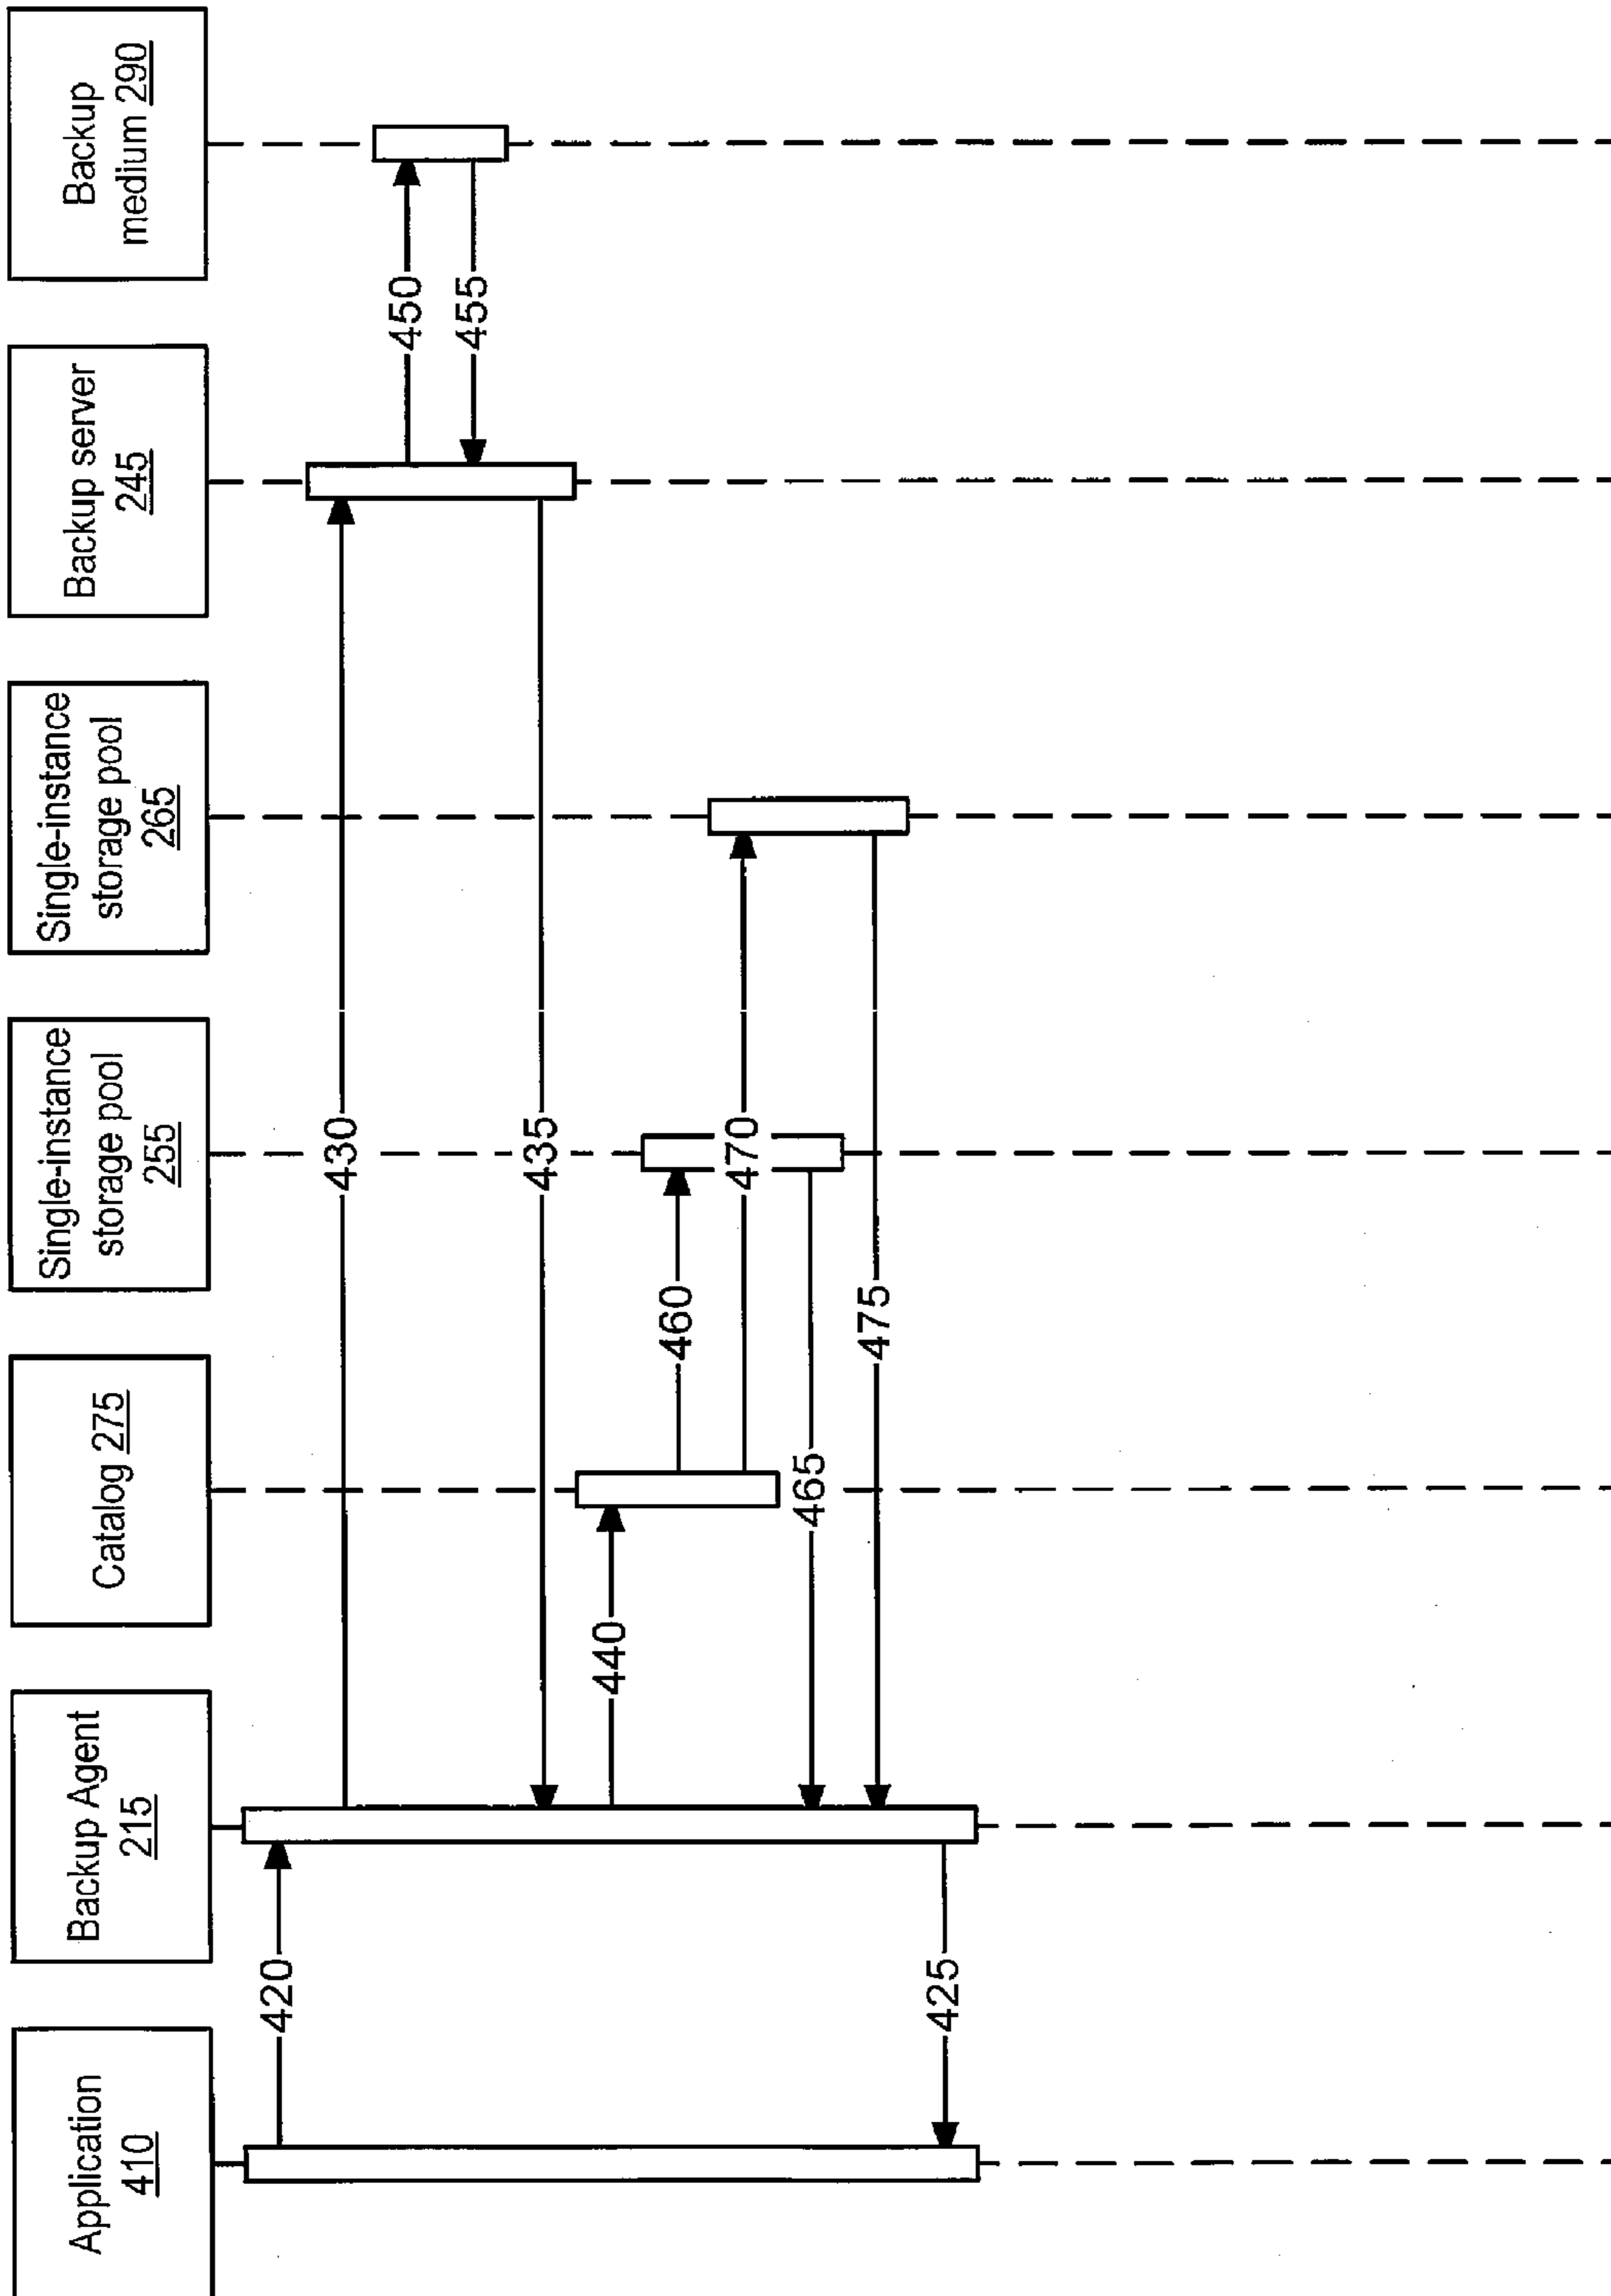 Application
410
Backup Agent
215
Catalog 275
Single-instance
storage pool
255
Single-instance
storage pool
265
Backup server
245
Backup
medium 290
420
430
450
455
435
440
460
470
465
475
425